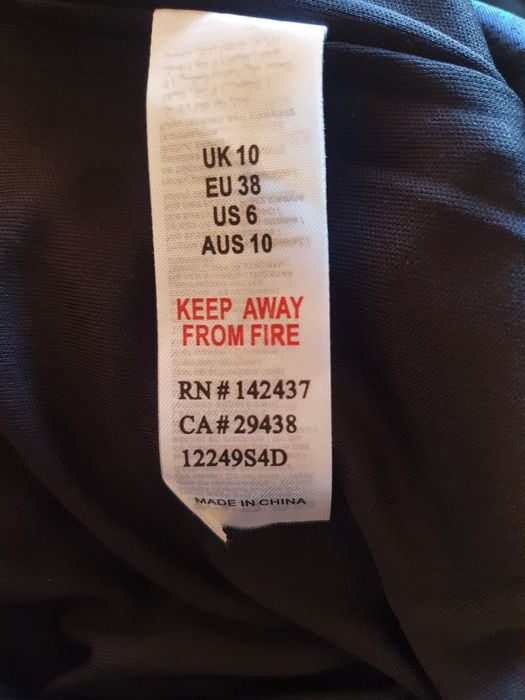 UK 10
EU 38
US 6
AUS 10
KEEP AWAY
FROM FIRE
RN # 142437
CA # 29438
12249S4D
MADE IN CHINA